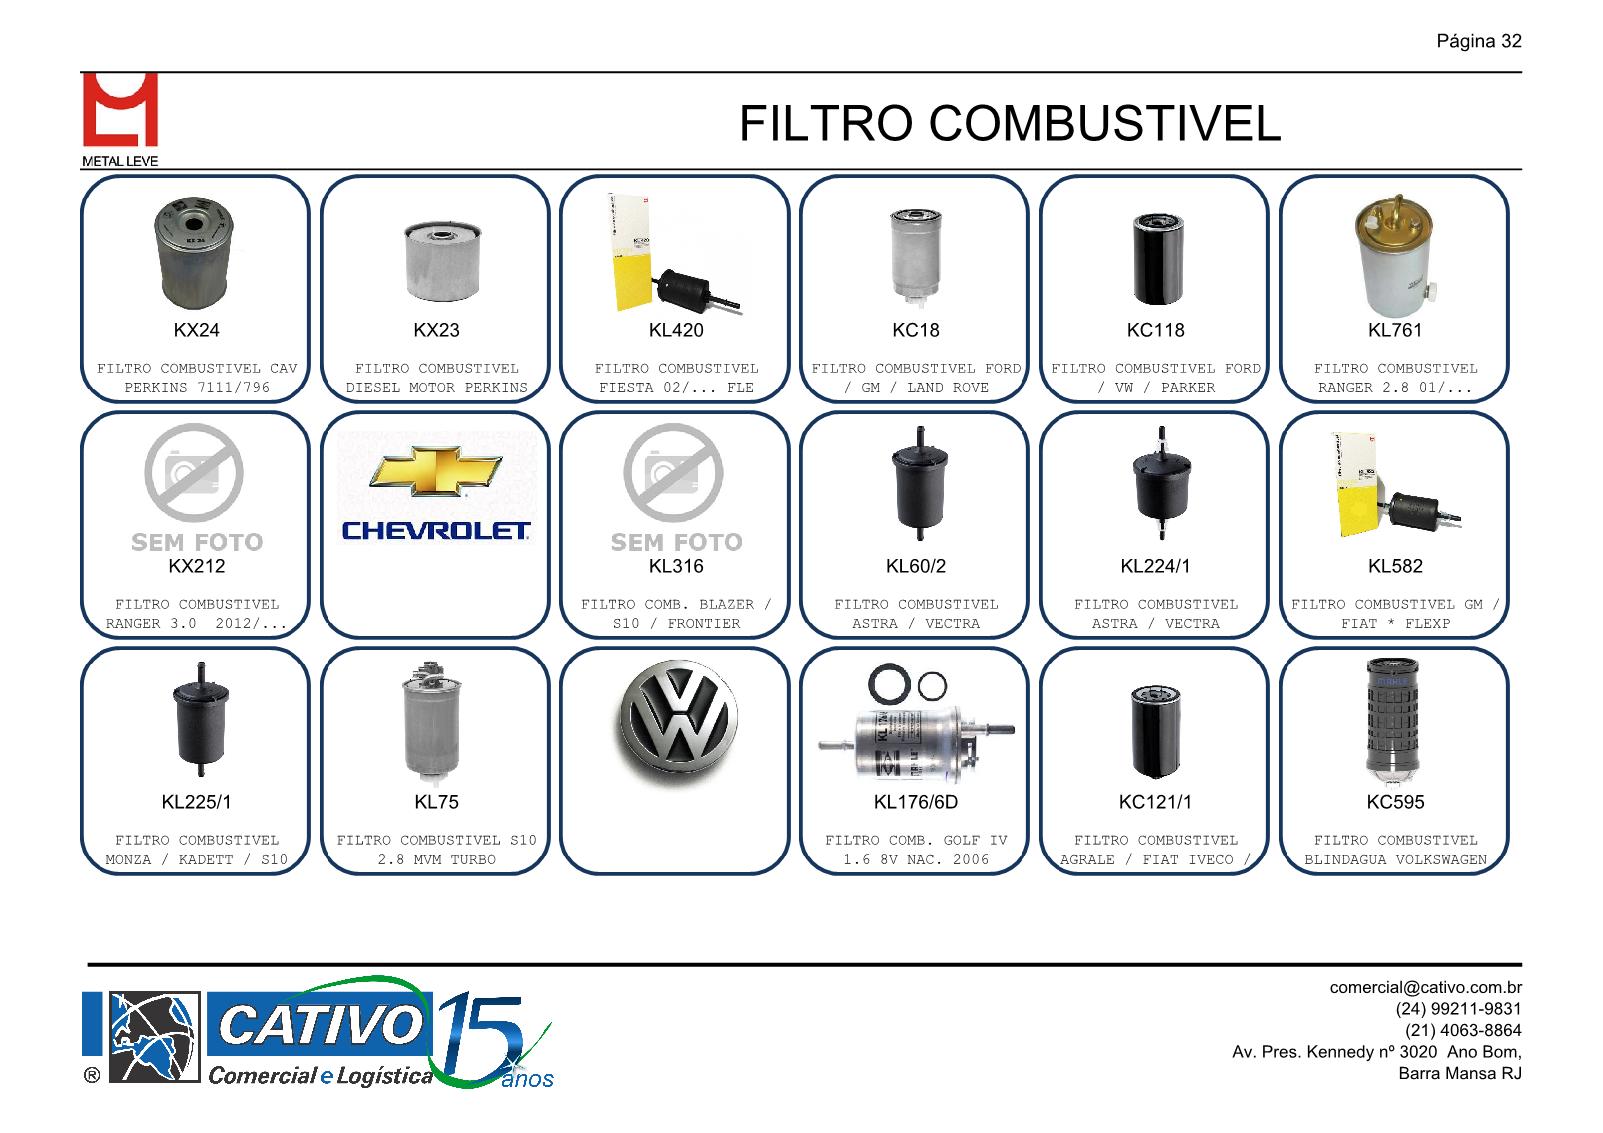 Página 32
METAL LEVE
FILTRO COMBUSTIVEL
KX24
FILTRO COMBUSTIVEL CAV
PERKINS 7111/796
KX23
FILTRO COMBUSTIVEL
DIESEL MOTOR PERKINS
KL420
FILTRO COMBUSTIVEL
FIESTA 02/... FLE
KC18
FILTRO COMBUSTIVEL FORD
/ GM / LAND ROVE
KC118
FILTRO COMBUSTIVEL FORD
/ VW / PARKER
KL761
FILTRO COMBUSTIVEL
RANGER 2.8 01/...
SEM FOTO
KX212
FILTRO COMBUSTIVEL
RANGER 3.0  2012/...
CHEVROLET
SEM FOTO
KL316
FILTRO COMB. BLAZER /
S10 / FRONTIER
KL60/2
FILTRO COMBUSTIVEL
ASTRA / VECTRA
KL224/1
FILTRO COMBUSTIVEL
ASTRA / VECTRA
KL582
FILTRO COMBUSTIVEL GM /
FIAT * FLEXP
KL225/1
FILTRO COMBUSTIVEL
MONZA / KADETT / S10
KL75
FILTRO COMBUSTIVEL S10
2.8 MVM TURBO
KL176/6D
FILTRO COMB. GOLF IV
1.6 8V NAC. 2006
KC121/1
FILTRO COMBUSTIVEL
AGRALE / FIAT IVECO /
MAHLE
KC595
FILTRO COMBUSTIVEL
BLINDAGUA VOLKSWAGEN
CATIVO 15 anos
® Comercial e Logística
comercial@cativo.com.br
(24) 99211-9831
(21) 4063-8864
Av. Pres. Kennedy nº 3020  Ano Bom,
Barra Mansa RJ